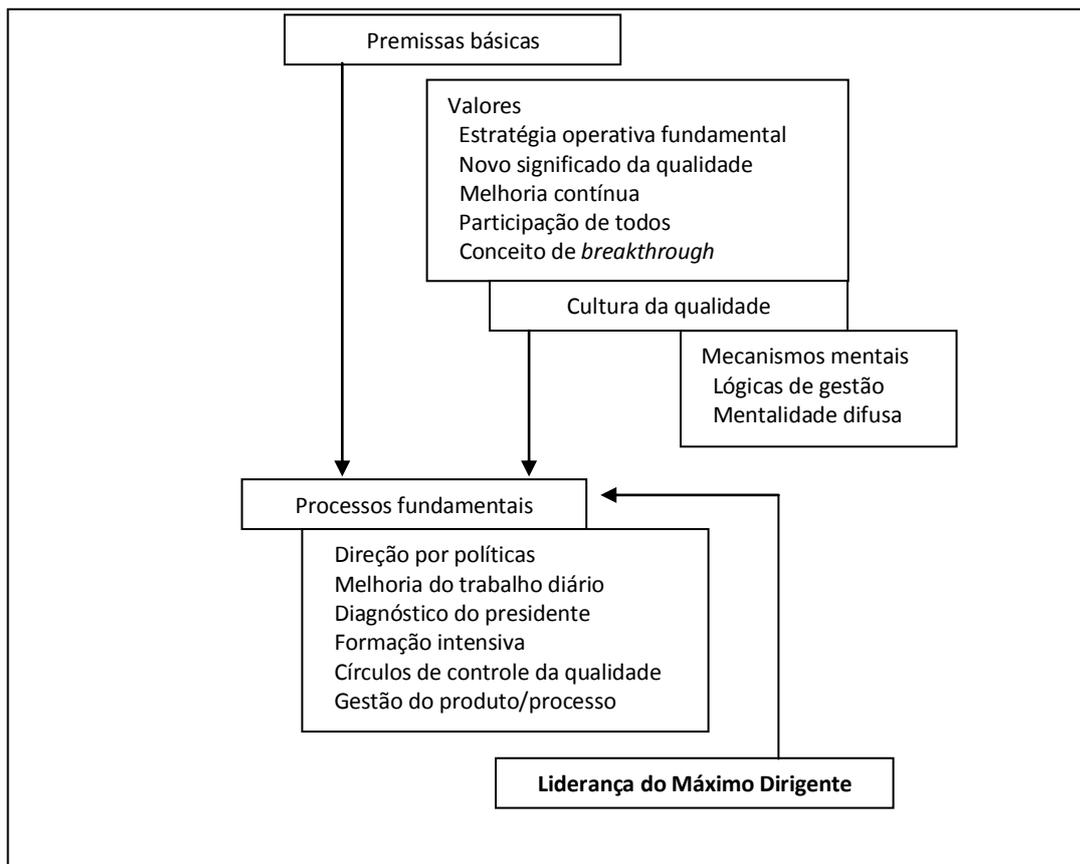 Premissas básicas
Valores
Estratégia operativa fundamental
Novo significado da qualidade
Melhoria contínua
Participação de todos
Conceito de breakthrough
Cultura da qualidade
Mecanismos mentais
Lógicas de gestão
Mentalidade difusa
Processos fundamentais
Direção por políticas
Melhoria do trabalho diário
Diagnóstico do presidente
Formação intensiva
Círculos de controle da qualidade
Gestão do produto/processo
Liderança do Máximo Dirigente